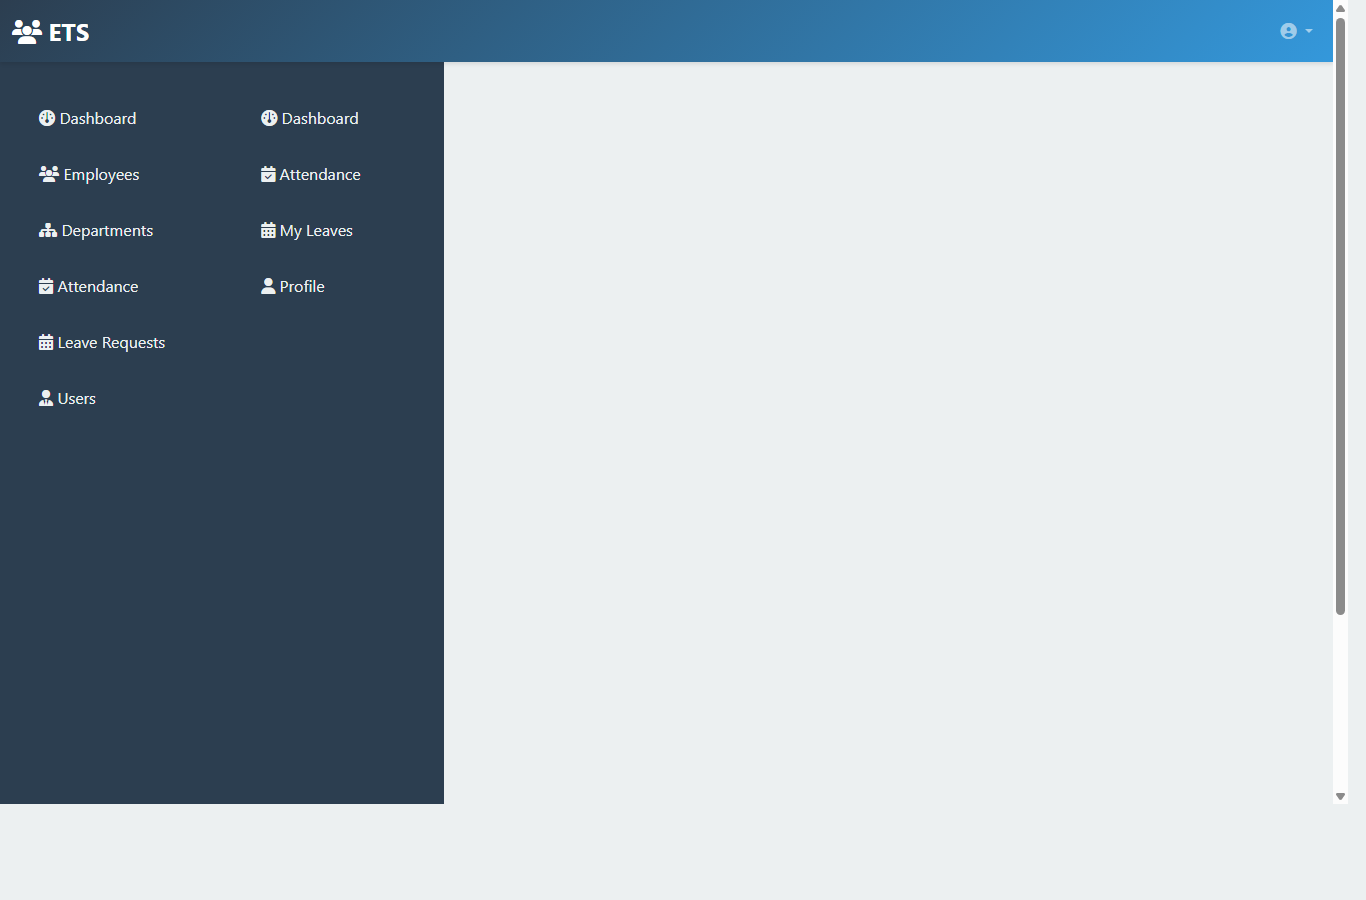 ETS
Dashboard
Employees
Departments
Attendance
Leave Requests
Users
Dashboard
Attendance
My Leaves
Profile